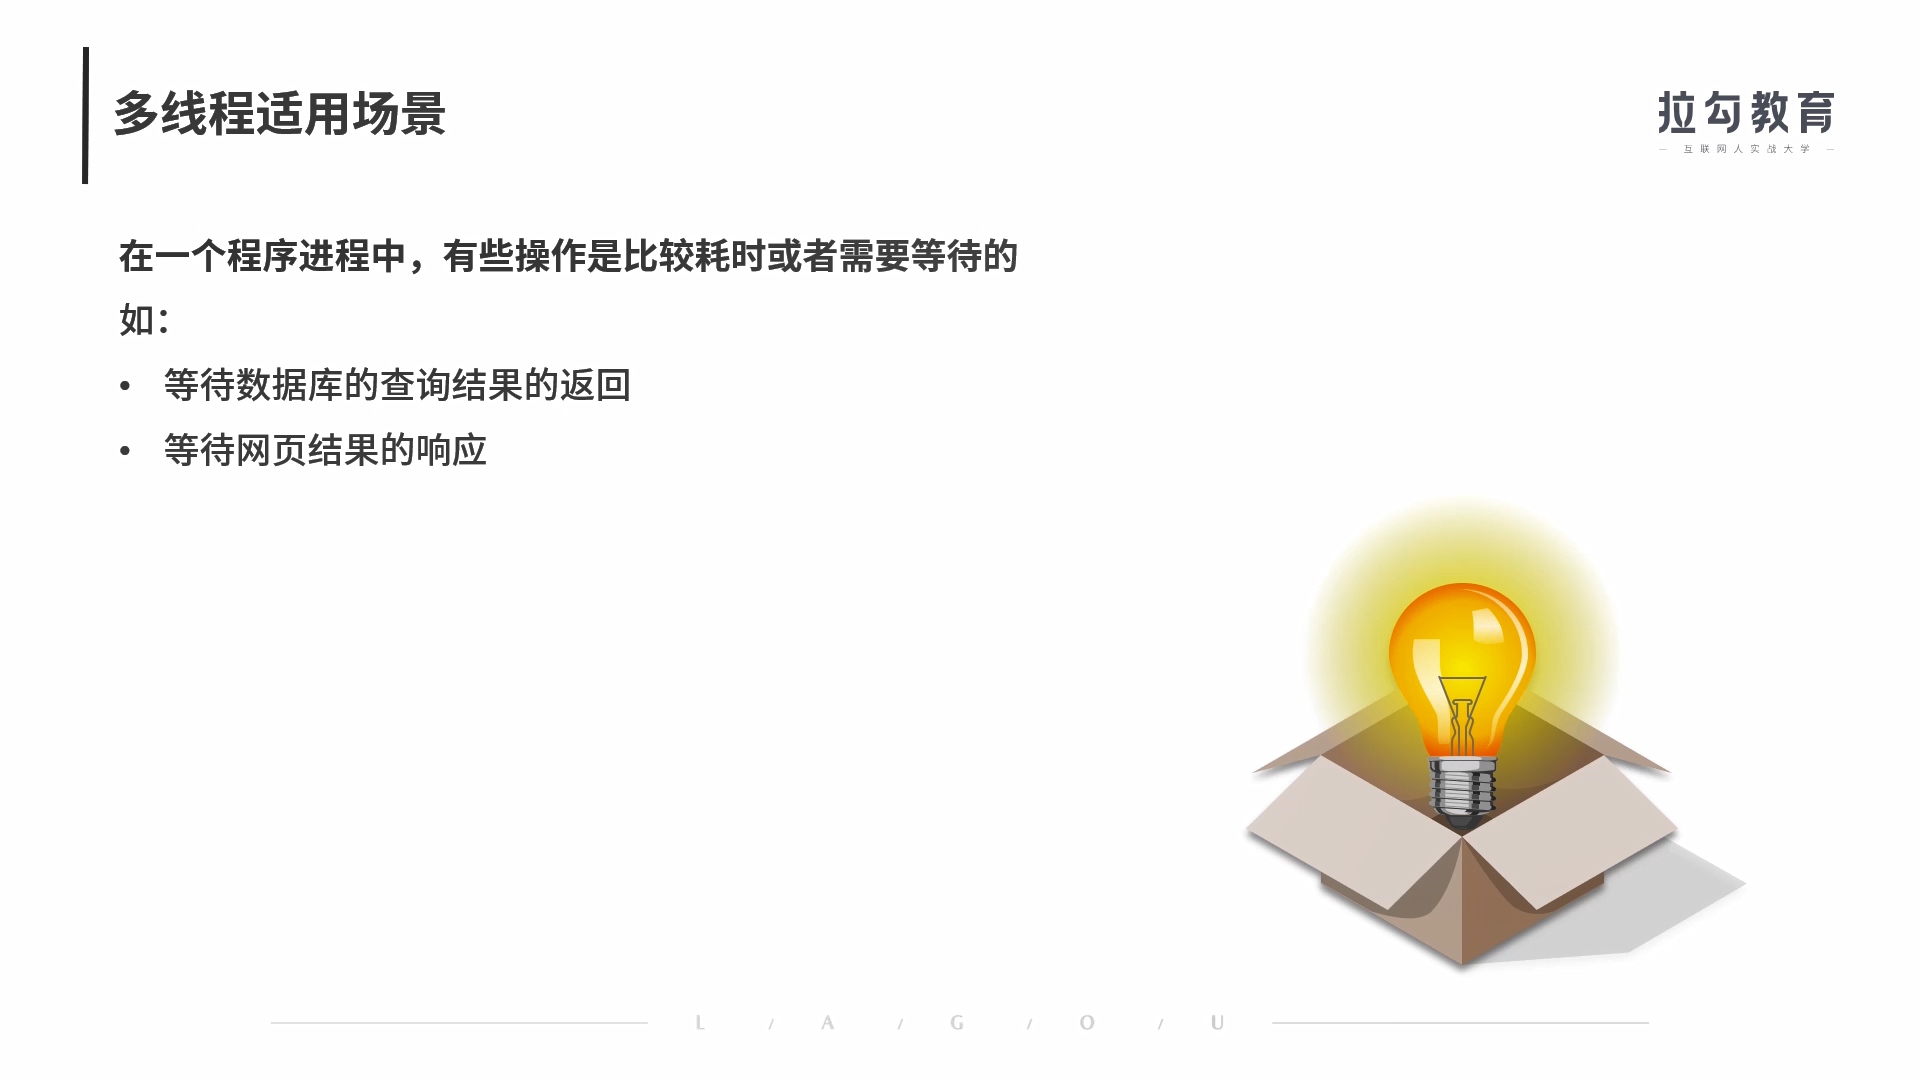 多线程适用场景
拉勾教育
— 互联网人实战大学 —
在一个程序进程中，有些操作是比较耗时或者需要等待的
如：
• 等待数据库的查询结果的返回
• 等待网页结果的响应
L / A / G / O / U